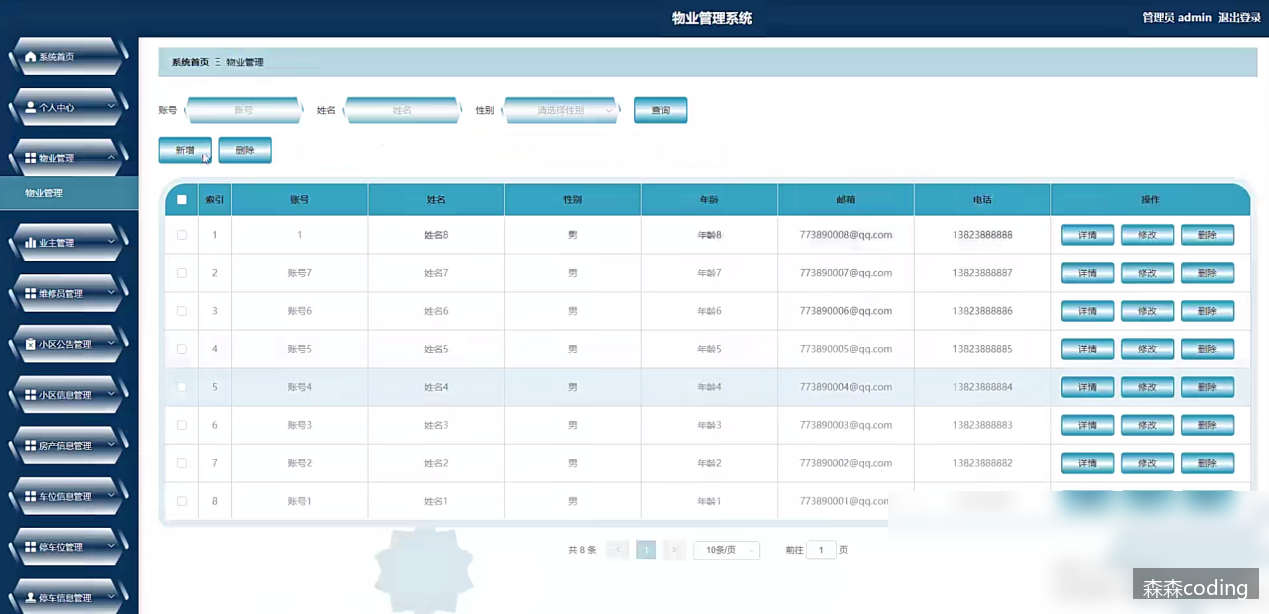 物业管理系统
管理员 admin 退出登录
系统首页
个人中心
物业管理
物业管理
业主管理
维修员管理
小区公告管理
小区信息管理
房产信息管理
车位信息管理
停车位管理
停车信息管理
系统首页 物业管理
账号 账号 姓名 姓名 性别 请选择性别 查询
新增 删除
索引 账号 姓名 性别 年龄 邮箱 电话 操作
1 1 姓名8 男 年龄8 773890008@qq.com 13823888888 详情 修改 删除
2 账号7 姓名7 男 年龄7 773890007@qq.com 13823888887 详情 修改 删除
3 账号6 姓名6 男 年龄6 773890006@qq.com 13823888886 详情 修改 删除
4 账号5 姓名5 男 年龄5 773890005@qq.com 13823888885 详情 修改 删除
5 账号4 姓名4 男 年龄4 773890004@qq.com 13823888884 详情 修改 删除
6 账号3 姓名3 男 年龄3 773890003@qq.com 13823888883 详情 修改 删除
7 账号2 姓名2 男 年龄2 773890002@qq.com 13823888882 详情 修改 删除
8 账号1 姓名1 男 年龄1 773890001@qq.com
共 8 条 1 10条/页 前往 1 页
森森coding